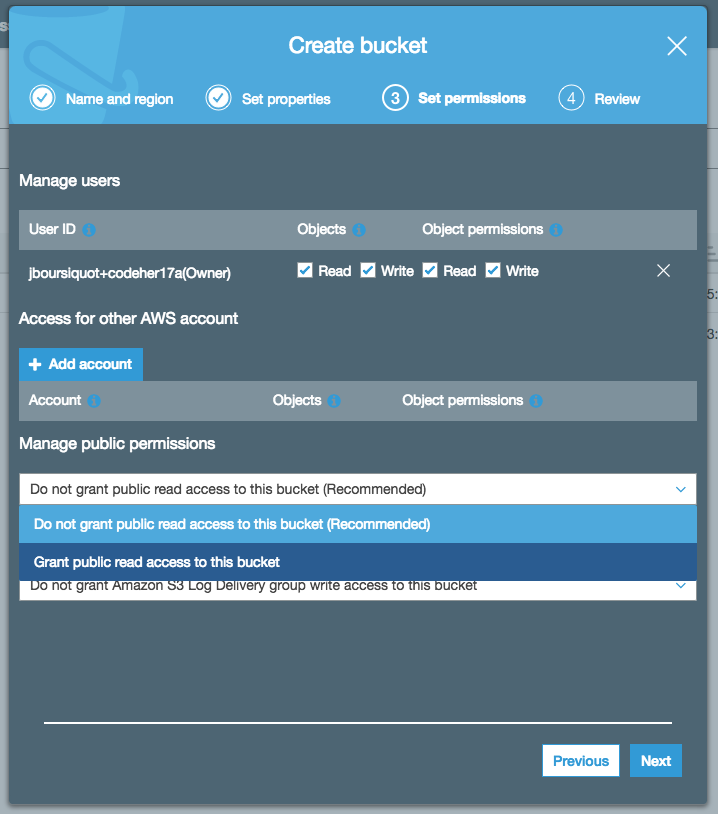 Create bucket
Name and region Set properties 3 Set permissions 4 Review
Manage users
User ID Objects Object permissions
jboursiquot+codeher17a(Owner) Read Write Read Write
Access for other AWS account
+ Add account
Account Objects Object permissions
Manage public permissions
Do not grant public read access to this bucket (Recommended)
Do not grant public read access to this bucket (Recommended)
Grant public read access to this bucket
Do not grant Amazon S3 Log Delivery group write access to this bucket
Previous Next